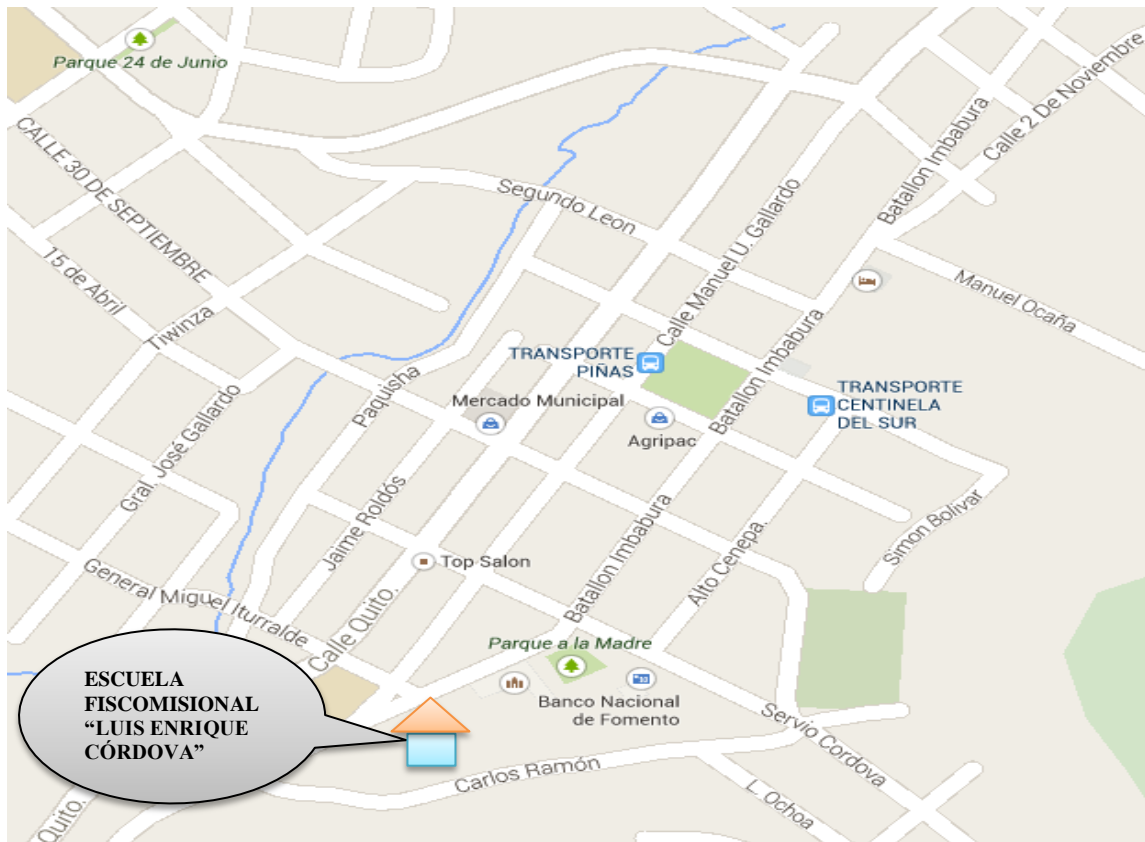 Parque 24 de Junio
CALLE 30 DE SEPTIEMBRE
Batallon Imbabura
Calle 2 De Noviembre
Segundo Leon
15 de Abril
Tiwinza
Calle Manuel U. Gallardo
Manuel Ocaña
TRANSPORTE
PIÑAS
Batallon Imbabura
Paquisha
Mercado Municipal
TRANSPORTE
CENTINELA
DEL SUR
Gral. José Gallardo
Agripac
Jaime Roldós
Batallon Imbabura
Alto Cenepa.
Simon Bolivar
Top Salon
General Miguel Iturralde
Calle Quito.
Parque a la Madre
ESCUELA
FISCOMISIONAL
“LUIS ENRIQUE
CÓRDOVA”
Banco Nacional
de Fomento
Servio Cordova
Carlos Ramón
L. Ochoa
Quito.